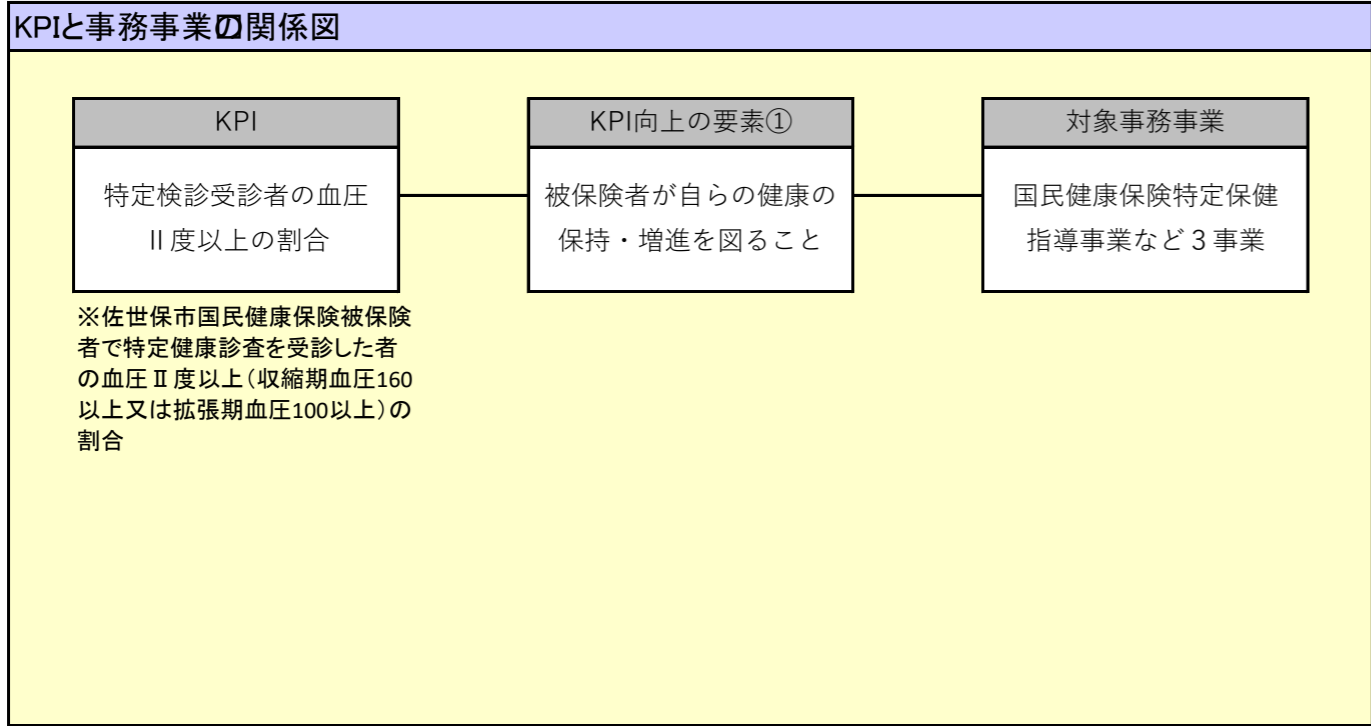 KPIと事務事業の関係図
KPI
特定検診受診者の血圧
Ⅱ度以上の割合
※佐世保市国民健康保険被保険
者で特定健康診査を受診した者
の血圧Ⅱ度以上（収縮期血圧160
以上又は拡張期血圧100以上）の
割合
KPI向上の要素①
被保険者が自らの健康の
保持・増進を図ること
対象事務事業
国民健康保険特定保健
指導事業など３事業